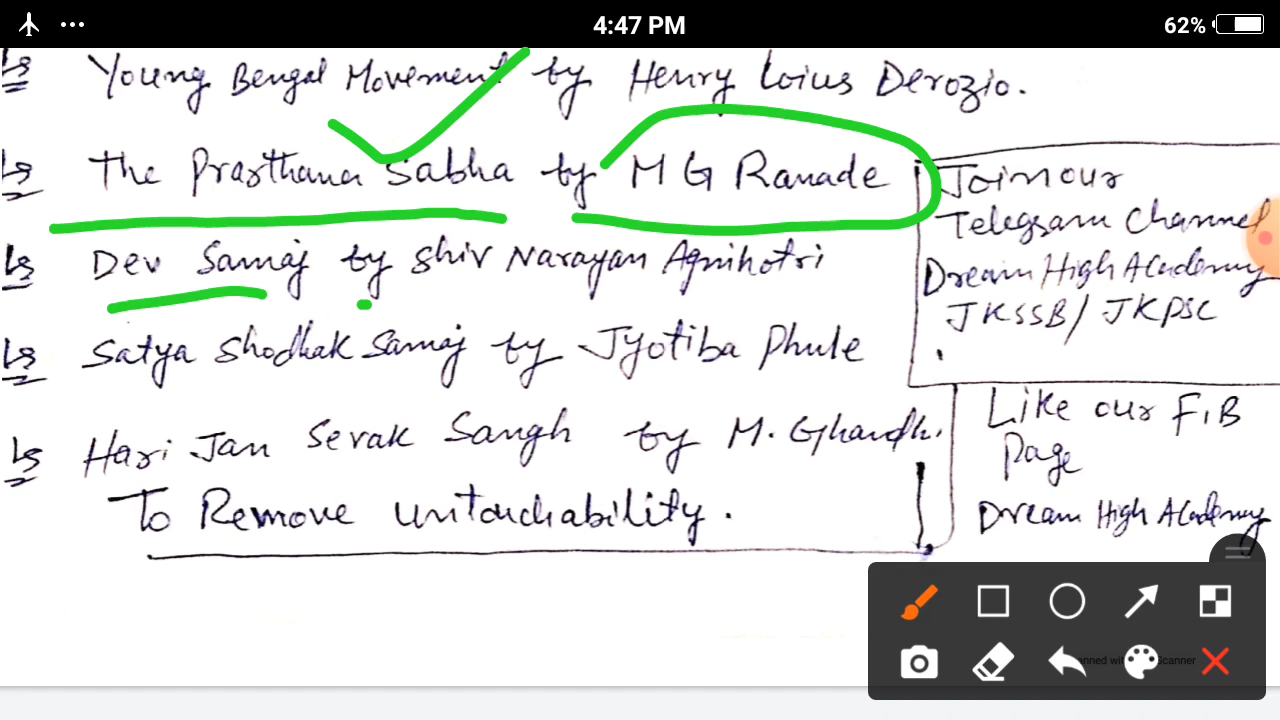 4:47 PM
62%
Young Bengal Movement by Henry Loius Derozio.
The Prarthana Sabha by M G Ranade
Dev Samaj by Shiv Narayan Agnihotri
Satya Shodhak Samaj by Jyotiba Phule
Hari Jan Sevak Sangh by M. Ghandhi
To Remove untouchability.
Join our
Telegram Channel
Dream High Academy
JKSSB/ JKPSC
Like our F,B
Page
Dream High Academy